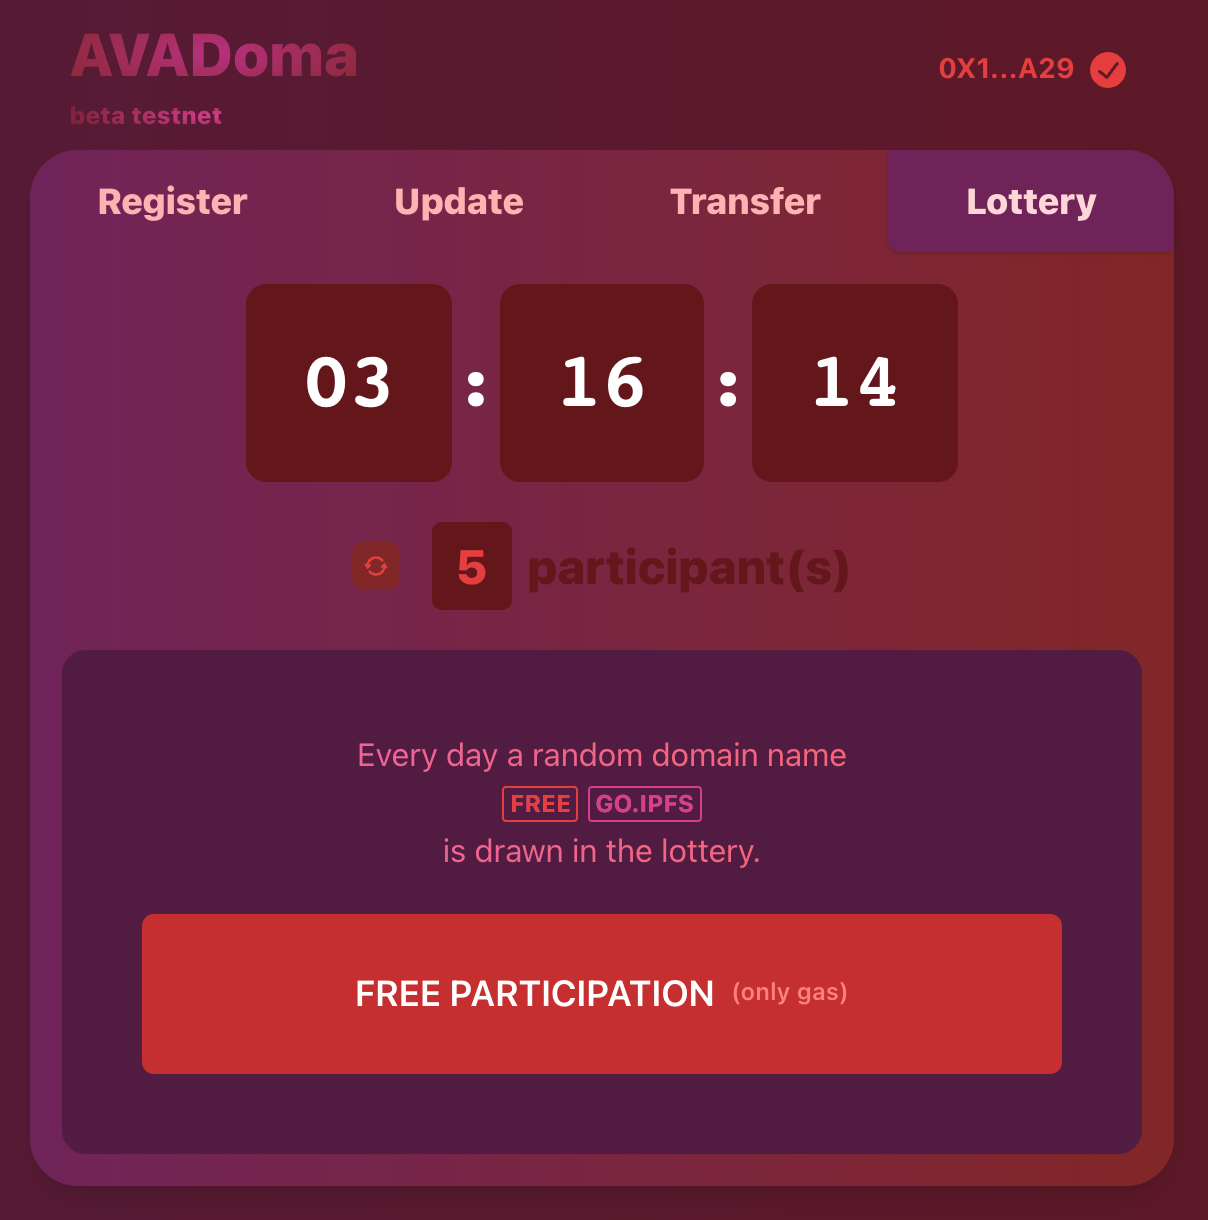 AVADoma
beta testnet
0X1...A29
Register Update Transfer Lottery
03 : 16 : 14
5 participant(s)
Every day a random domain name
FREE GO.IPFS
is drawn in the lottery.
FREE PARTICIPATION (only gas)